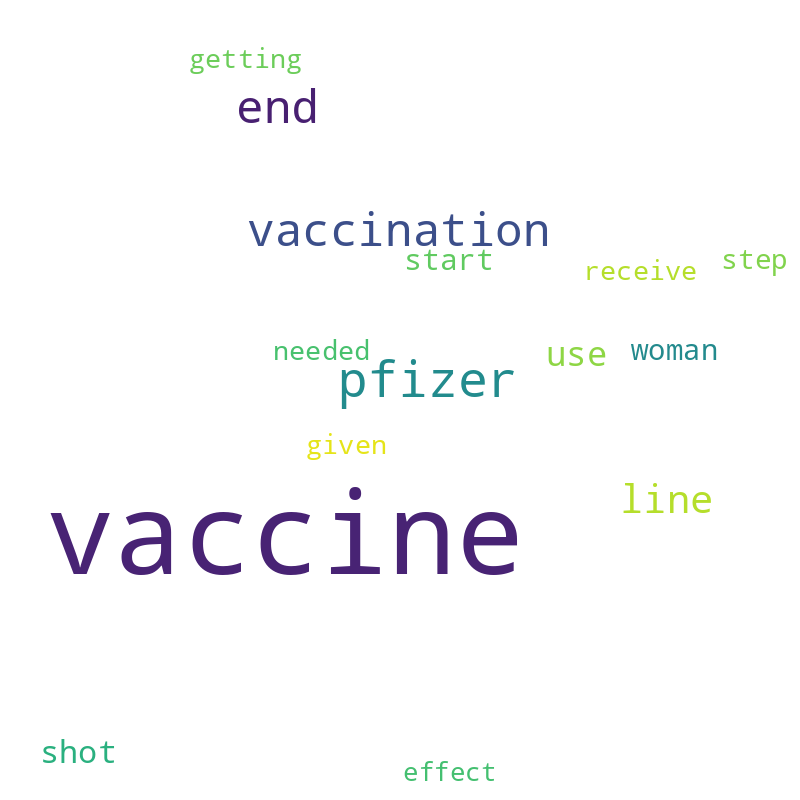 getting
end
vaccination
start
receive
step
needed
use
woman
pfizer
given
line
vaccine
shot
effect